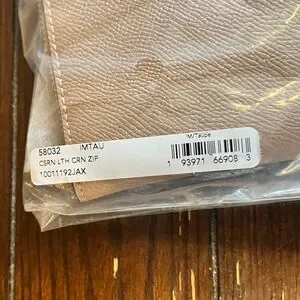 58032 IMTAU
CSRN LTH CRN ZIP
10011192JAX
IM/Taupe
1 93971 66908 3